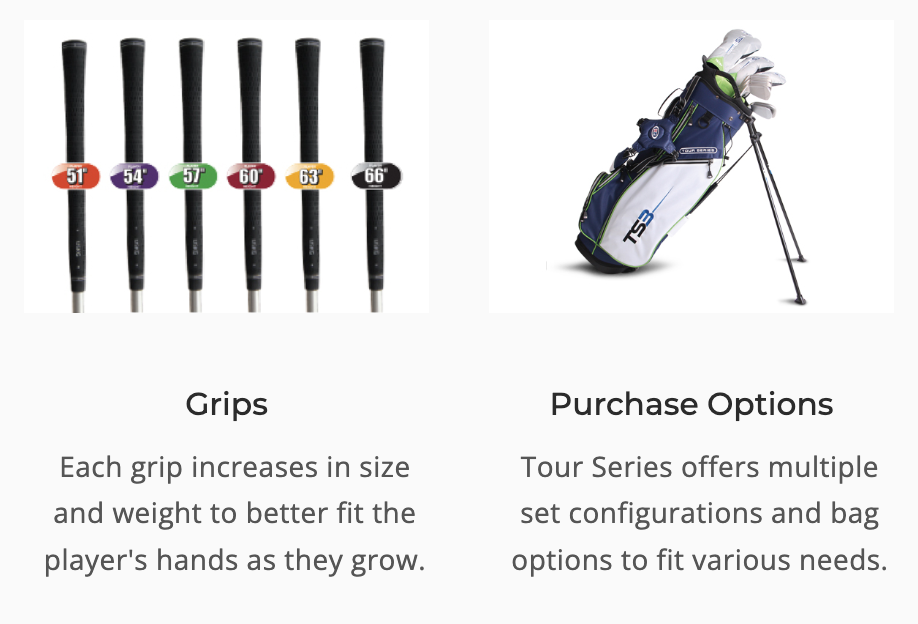 51"
54"
57"
60"
63"
66"
TOUR SERIES
TS3
Grips
Each grip increases in size
and weight to better fit the
player's hands as they grow.
Purchase Options
Tour Series offers multiple
set configurations and bag
options to fit various needs.